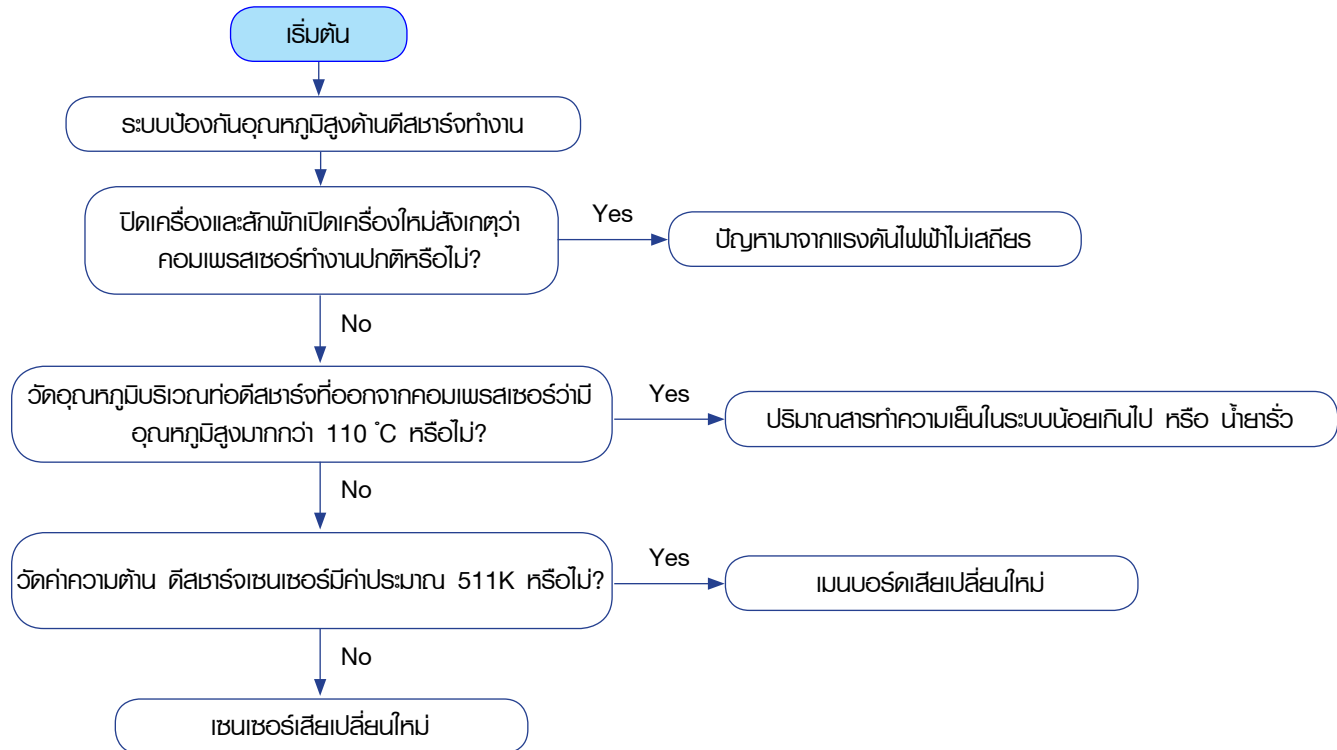 เริ่มต้น
ระบบป้องกันอุณหภูมิสูงด้านดีสชาร์จทำงาน
ปิดเครื่องและสักพักเปิดเครื่องใหม่สังเกตุว่า
คอมเพรสเซอร์ทำงานปกติหรือไม่?
Yes
ปัญหามาจากแรงดันไฟฟ้าไม่เสถียร
No
วัดอุณหภูมิบริเวณท่อดีสชาร์จที่ออกจากคอมเพรสเซอร์ว่ามี
อุณหภูมิสูงมากกว่า 110 ˚C หรือไม่?
Yes
ปริมาณสารทำความเย็นในระบบน้อยเกินไป หรือ น้ำยารั่ว
No
วัดค่าความต้าน ดีสชาร์จเซนเซอร์มีค่าประมาณ 511K หรือไม่?
Yes
เมนบอร์ดเสียเปลี่ยนใหม่
No
เซนเซอร์เสียเปลี่ยนใหม่